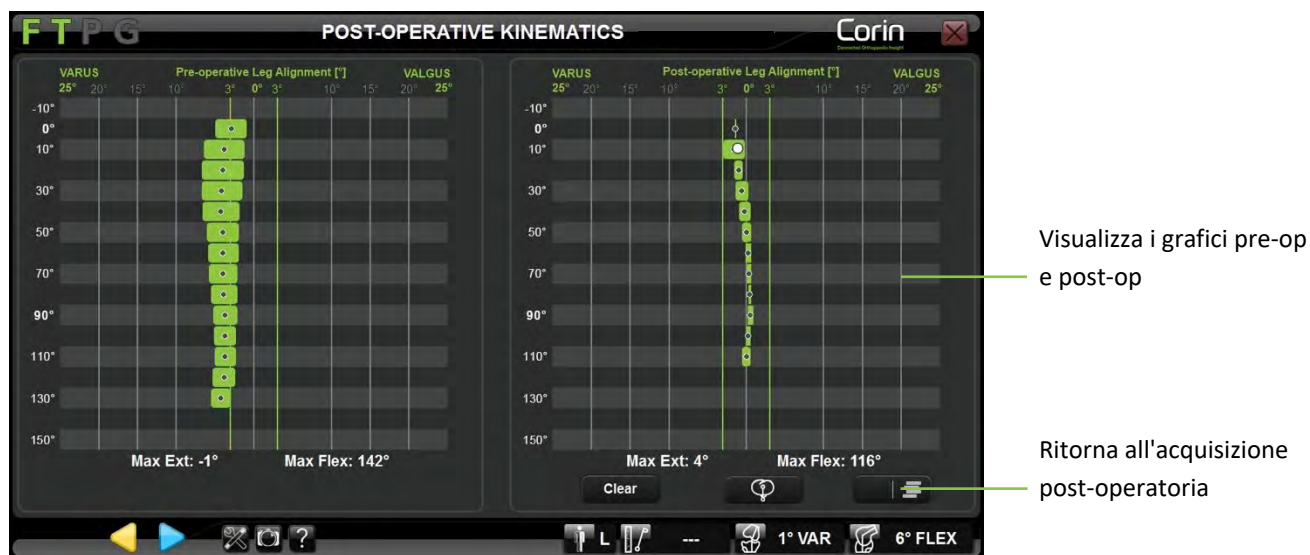 FTPG
POST-OPERATIVE KINEMATICS
Corin
Connected Orthopaedic Insight
VARUS Pre-operative Leg Alignment [°] VALGUS
25° 20° 15° 10° 3° 0° 3° 10° 15° 20° 25°
-10°
0°
10°
30°
50°
70°
90°
110°
130°
150°
Max Ext: -1° Max Flex: 142°
VARUS Post-operative Leg Alignment [°] VALGUS
25° 20° 15° 10° 3° 0° 3° 10° 15° 20° 25°
-10°
0°
10°
30°
50°
70°
90°
110°
130°
150°
Max Ext: 4° Max Flex: 116°
Clear
Visualizza i grafici pre-op
e post-op
Ritorna all'acquisizione
post-operatoria
? L --- 1° VAR 6° FLEX